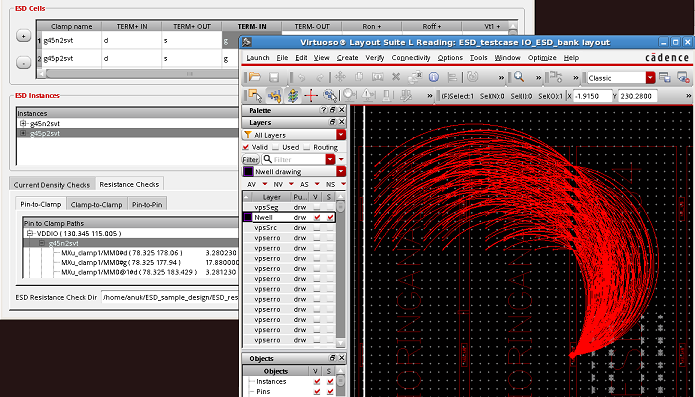 ESD Cells
Clamp name TERM+ IN TERM+ OUT TERM- IN TERM- OUT Ron + Roff + Vt1 +
1 g45n2svt d s g
2 g45p2svt d s g
ESD Instances
Instances
g45n2svt
g45p2svt
Current Density Checks Resistance Checks
Pin-to-Clamp Clamp-to-Clamp Pin-to-Pin
Pin to Clamp Paths
VDDIO ( 130.345 115.005 )
g45n2svt
MXu_clamp1/MM0#d ( 78.325 178.06 ) 3.280230
MXu_clamp1/MM0#g ( 78.325 177.94 ) 17.880000
MXu_clamp1/MM0@1#d ( 78.325 183.429 ) 3.281230
ESD Resistance Check Dir /home/anuk/ESD_sample_design/ESD_res
Virtuoso® Layout Suite L Reading: ESD_testcase IO_ESD_bank layout
Launch File Edit View Create Verify Connectivity Options Tools Window Optimize Help cādence
Classic
(F)Select:1 Sel(N):0 Sel(I):0 Sel(O):1 X -1.9150 Y 230.2800
Palette
Layers
All Layers
Valid Used Routing
Filter Filter
Nwell drawing
AV NV AS NS
Layer Pu... V S
vpsSeg drw
Nwell drw
vpsSrc drw
vpserro drw
vpserro drw
vpserro drw
vpserro drw
vpserro drw
vpserro drw
vpserro drw
vpserro drw
vpserro drw
vpserro drw
vpserro drw
Objects
Objects V S
Instances
Pins